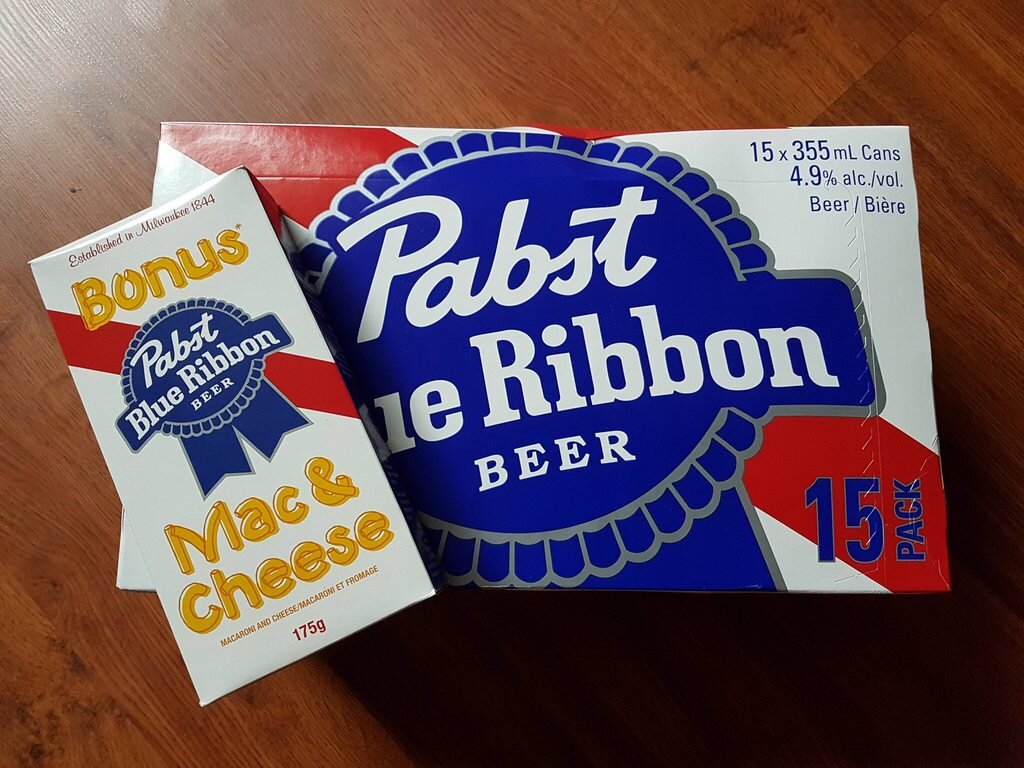 Established in Milwaukee 1844
Bonus*
Pabst
Blue Ribbon
BEER
Mac &
cheese
MACARONI AND CHEESE/MACARONI ET FROMAGE
175g
15 x 355 mL Cans
4.9% alc./vol.
Beer / Bière
Pabst
ue Ribbon
BEER
15 PACK